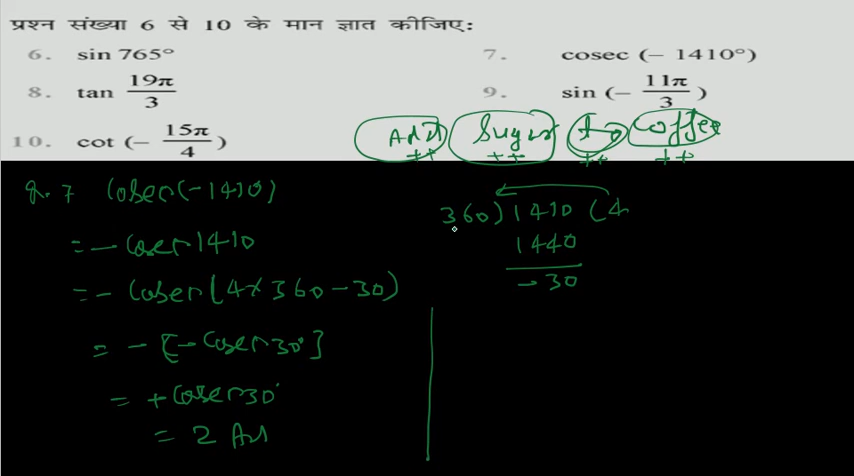 प्रश्न संख्या 6 से 10 के मान ज्ञात कीजिए:
6. sin 765°
7. cosec (− 1410°)
8. tan 19π/3
9. sin (− 11π/3)
10. cot (− 15π/4)
Add Sugar to Coffee
++ ++ ++ ++
Q. 7 Cosec(-1410)
= - cosec 1410
= - Cosec(4×360-30)
= - [- Cosec 30°]
= + Cosec 30°
= 2 Ans
360) 1410 (4
1440
-30